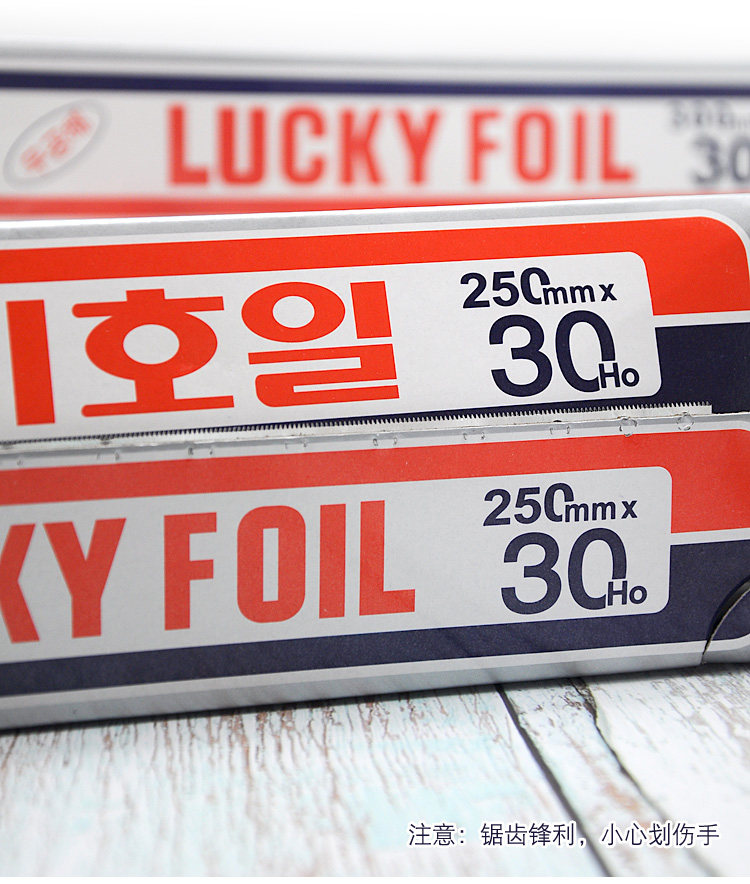 LUCKY FOIL
30
호일
250mm x
30Ho
KY FOIL
250mm x
30Ho
注意：锯齿锋利，小心划伤手